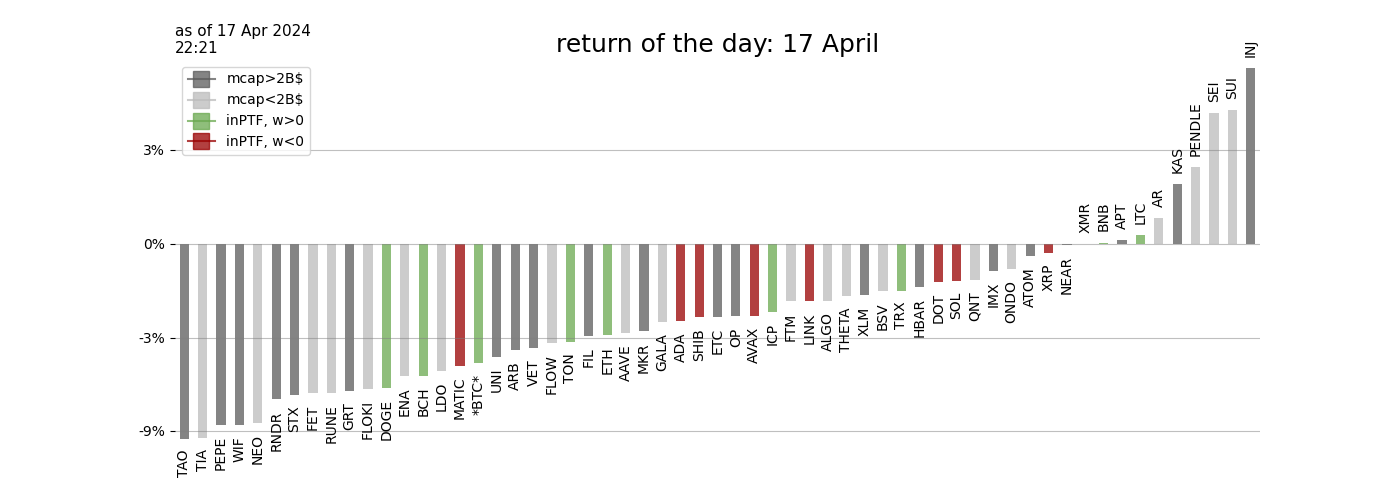 as of 17 Apr 2024
22:21
return of the day: 17 April
mcap>2B$
mcap<2B$
inPTF, w>0
inPTF, w<0
3%
0%
-3%
-9%
TAO
TIA
PEPE
WIF
NEO
RNDR
STX
FET
RUNE
GRT
FLOKI
DOGE
ENA
BCH
LDO
MATIC
*BTC*
UNI
ARB
VET
FLOW
TON
FIL
ETH
AAVE
MKR
GALA
ADA
SHIB
ETC
OP
AVAX
ICP
FTM
LINK
ALGO
THETA
XLM
BSV
TRX
HBAR
DOT
SOL
QNT
IMX
ONDO
ATOM
XRP
NEAR
XMR
BNB
APT
LTC
AR
KAS
PENDLE
SEI
SUI
INJ